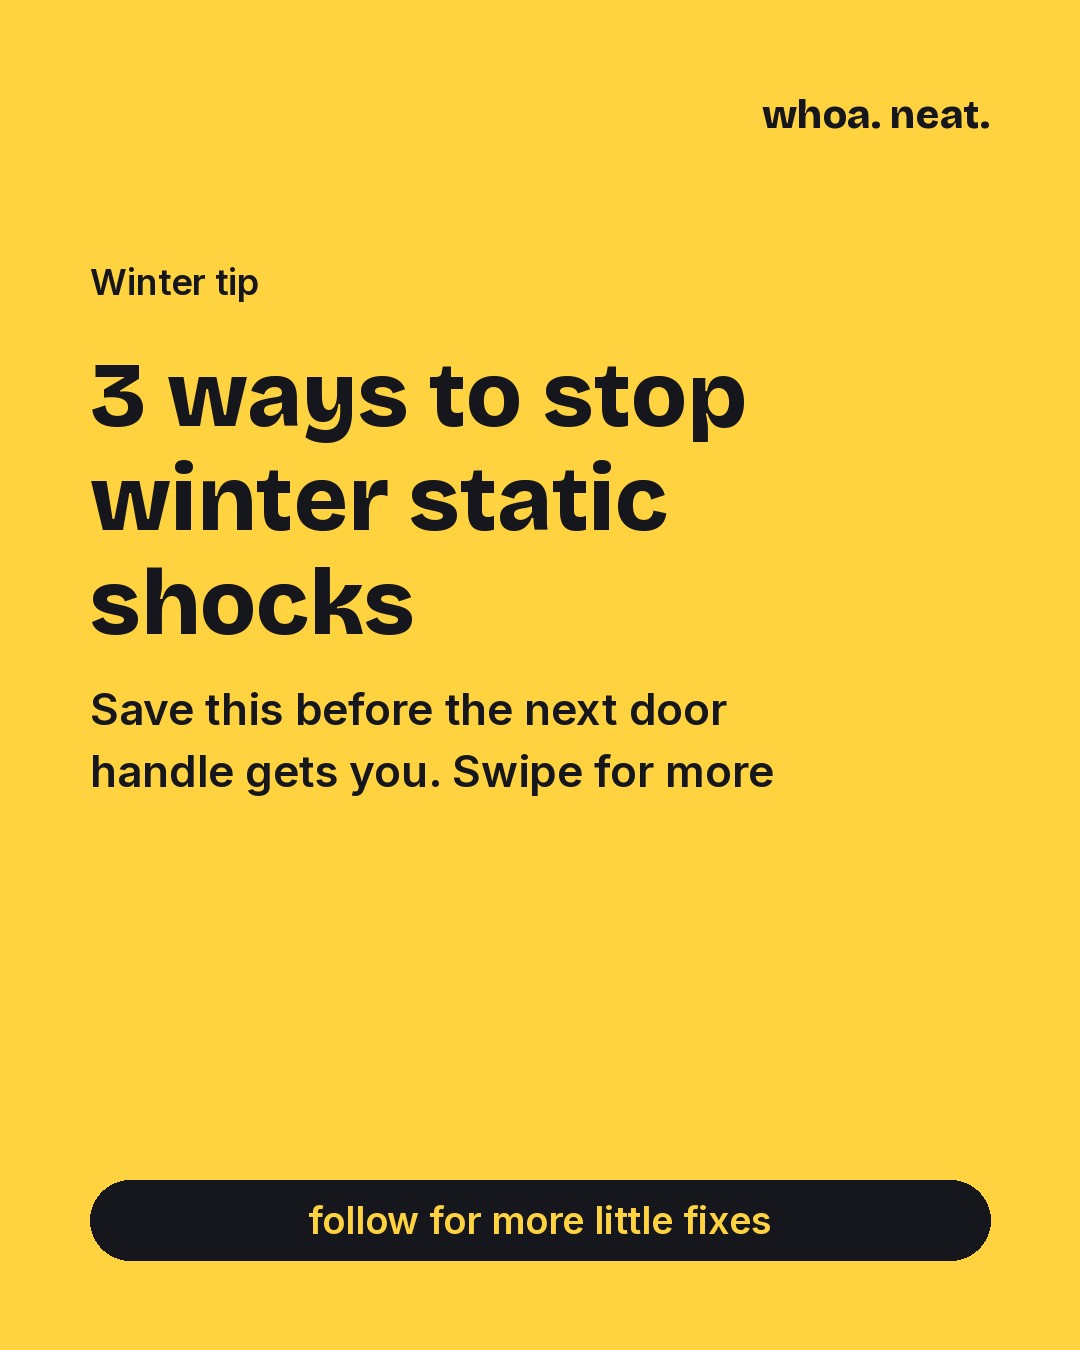 whoa. neat.
Winter tip
3 ways to stop
winter static
shocks
Save this before the next door
handle gets you. Swipe for more
follow for more little fixes